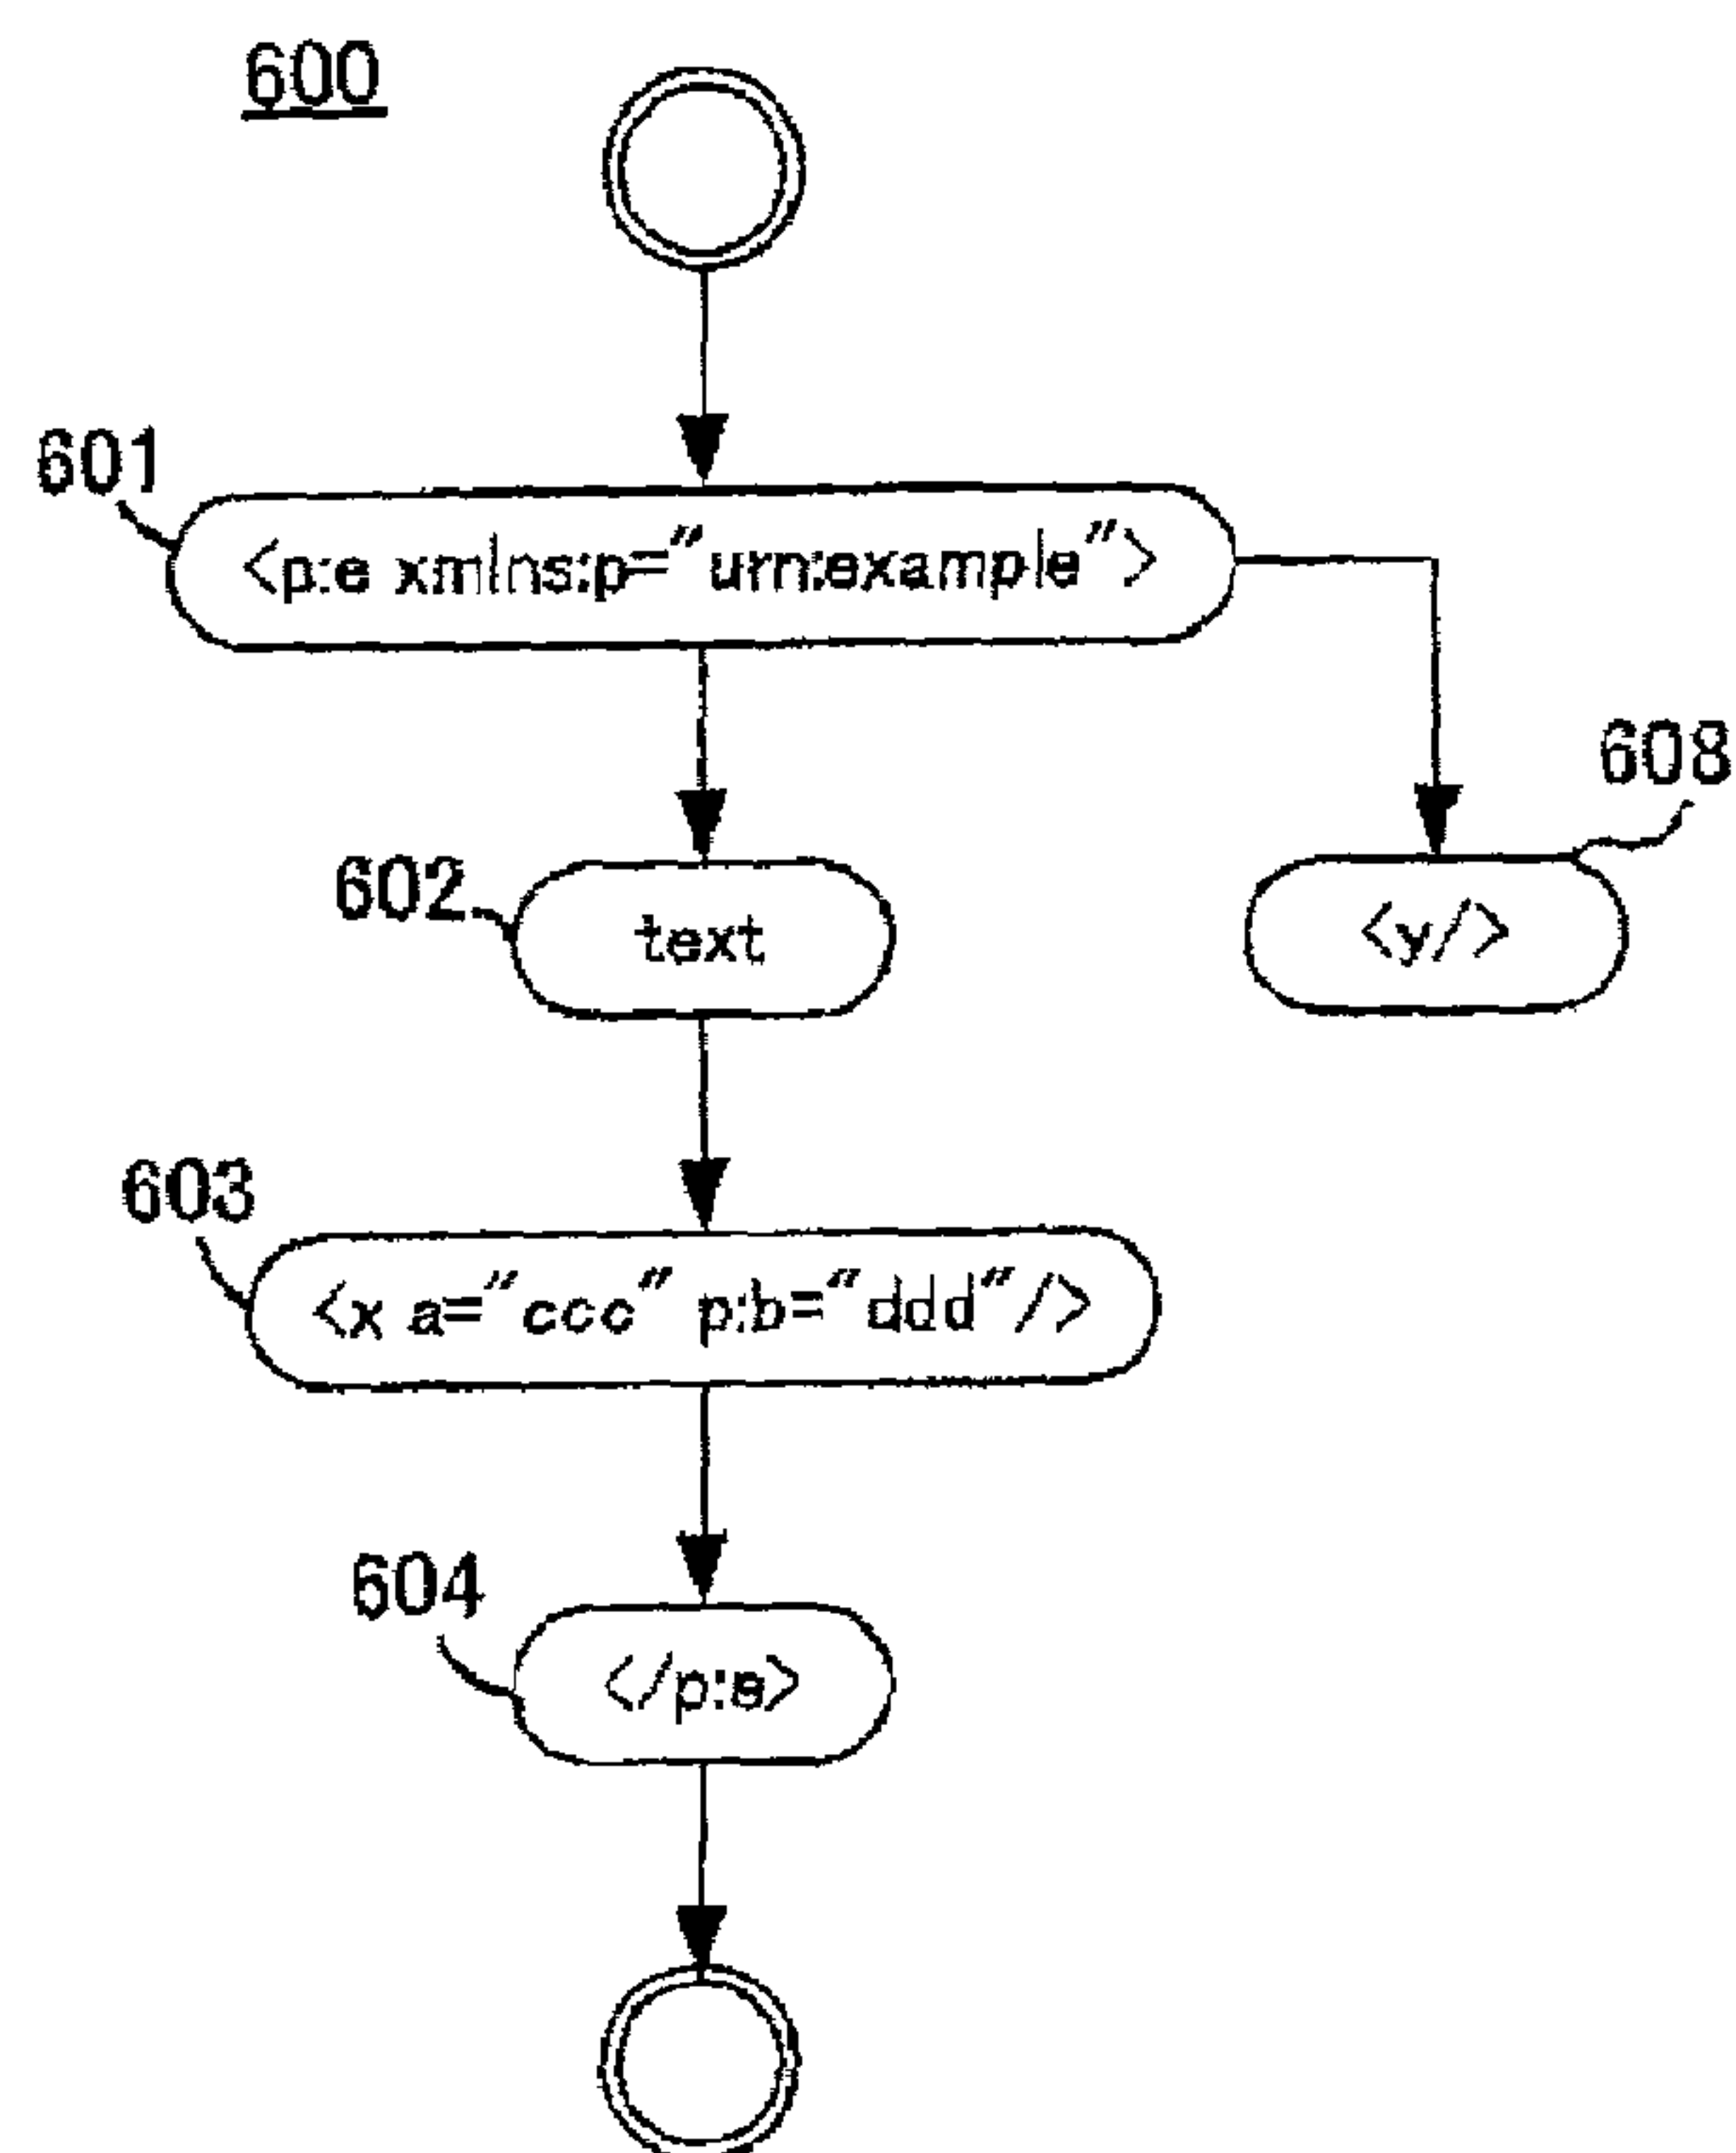 600
601
<p:e xmlns:p="urn:example">
608
602
text
<y/>
603
<x a="ccc" p:b="ddd"/>
604
</p:e>